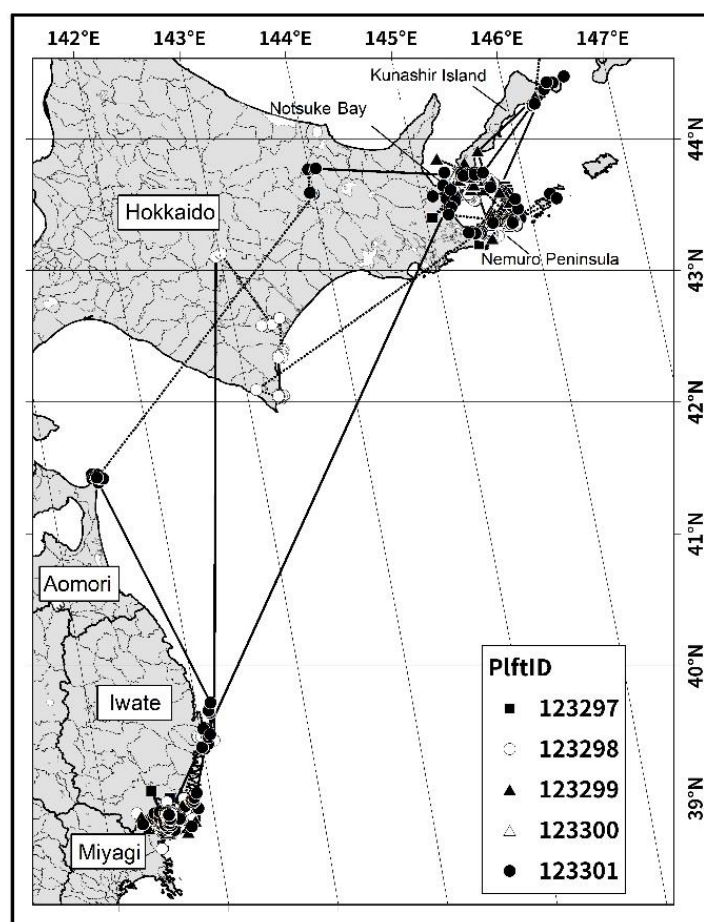 142°E 143°E 144°E 145°E 146°E 147°E
Kunashir Island
Notsuke Bay
44°N
Hokkaido
Nemuro Peninsula
43°N
42°N
41°N
Aomori
40°N
PlftID
Iwate
123297
123298
39°N
123299
123300
Miyagi
123301